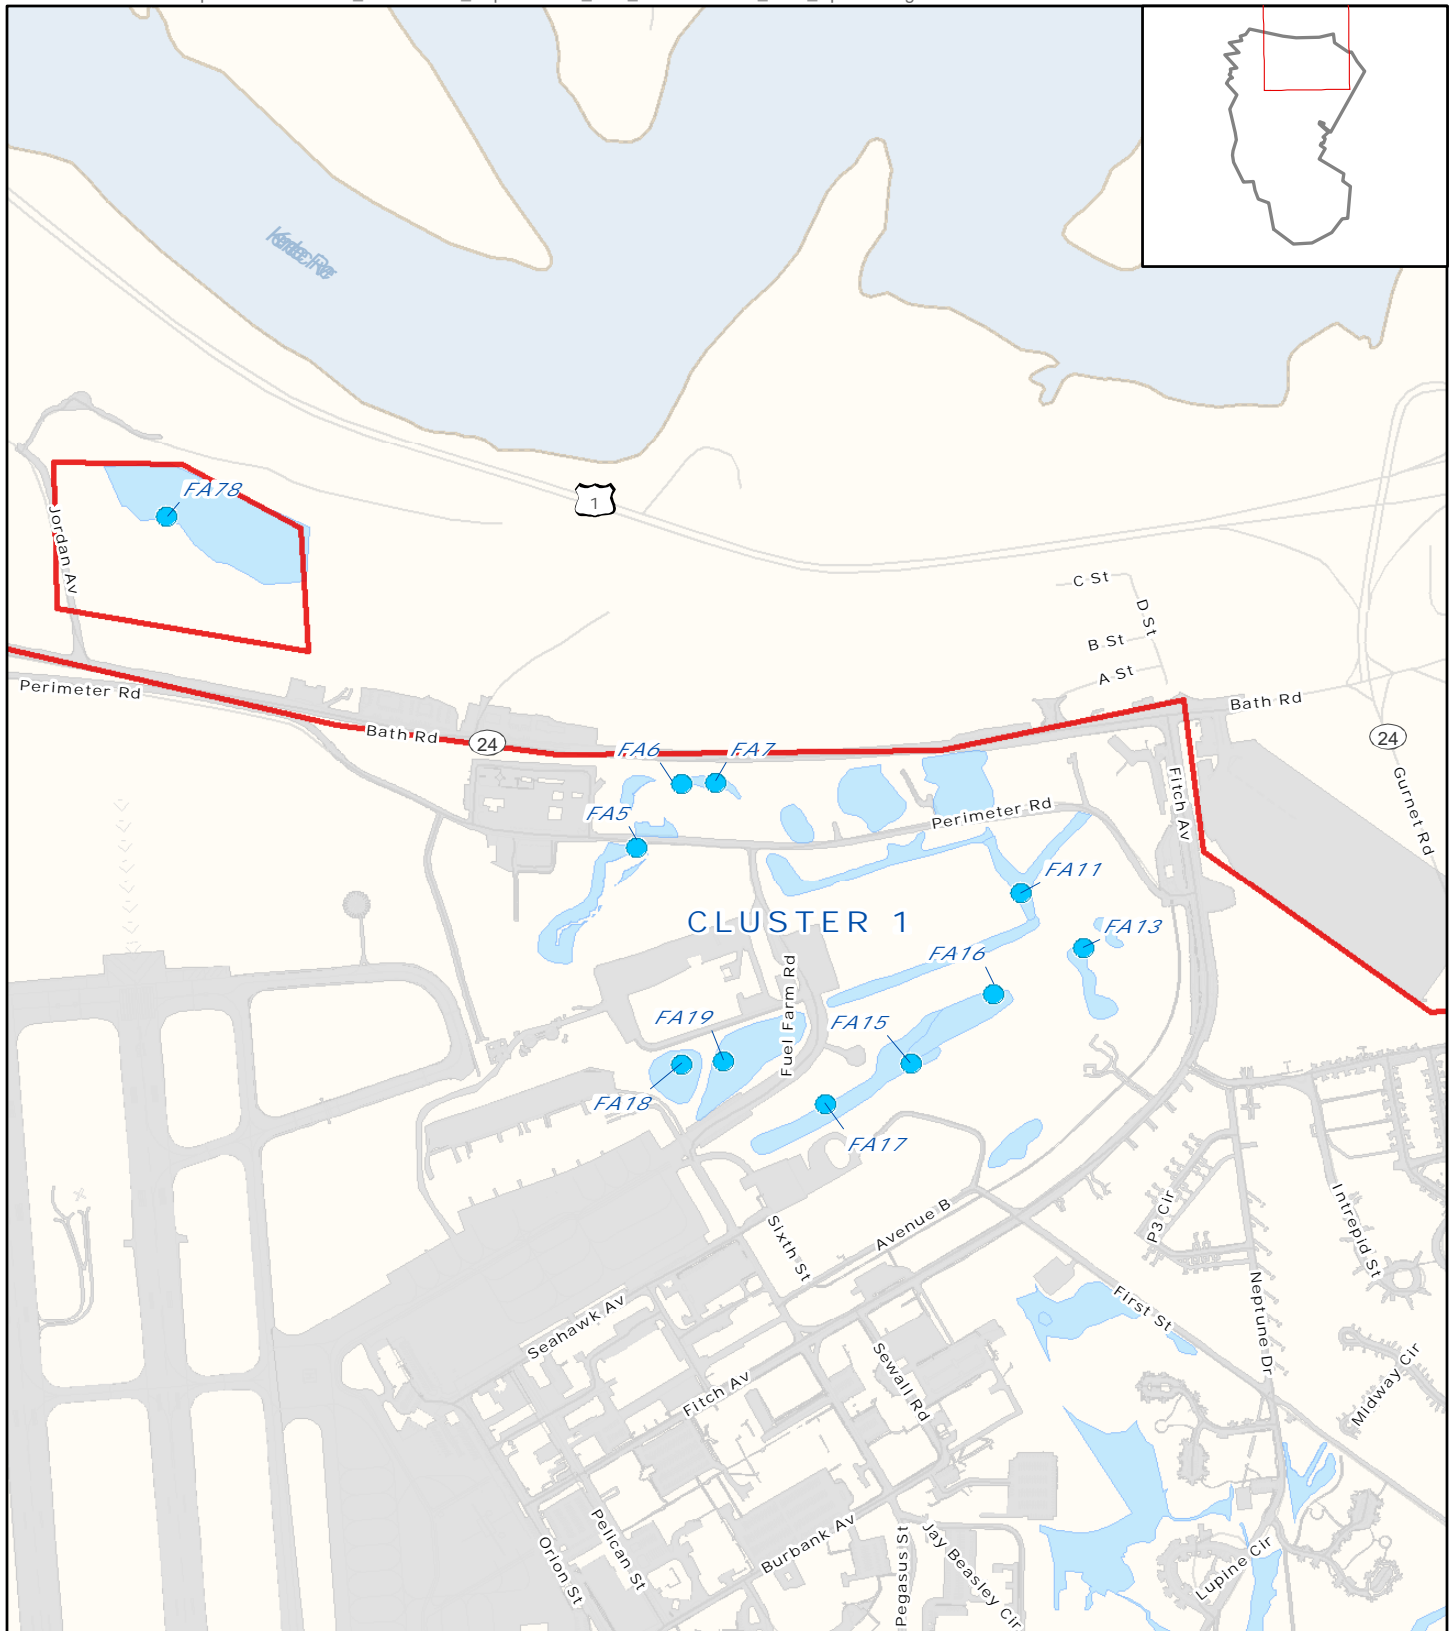 1
FA78
Jordan Av
C St
D St
B St
A St
Perimeter Rd
Bath Rd
24
Bath Rd
24
FA6
FA7
Fitch Av
Gurnet Rd
FA5
Perimeter Rd
FA11
CLUSTER 1
FA13
FA16
Fuel Farm Rd
FA19
FA15
FA18
FA17
P3 Cir
Intrepid St
Avenue B
Sixth St
Neptune Dr
First St
Seahawk Av
Sewall Rd
Fitch Av
Midway Cir
Pelican St
Orion St
Burbank Av
Pegasus St
Jay Beasley Cir
Lupine Cir